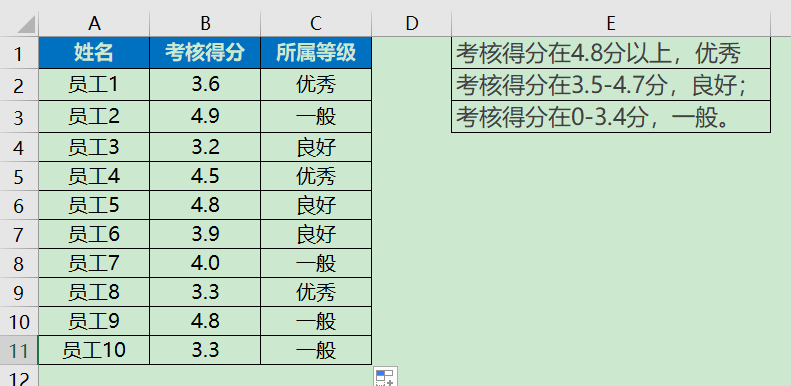 A B C D E
1 姓名 考核得分 所属等级 考核得分在4.8分以上，优秀
2 员工1 3.6 优秀 考核得分在3.5-4.7分，良好；
3 员工2 4.9 一般 考核得分在0-3.4分，一般。
4 员工3 3.2 良好
5 员工4 4.5 优秀
6 员工5 4.8 良好
7 员工6 3.9 良好
8 员工7 4.0 一般
9 员工8 3.3 优秀
10 员工9 4.8 一般
11 员工10 3.3 一般
12